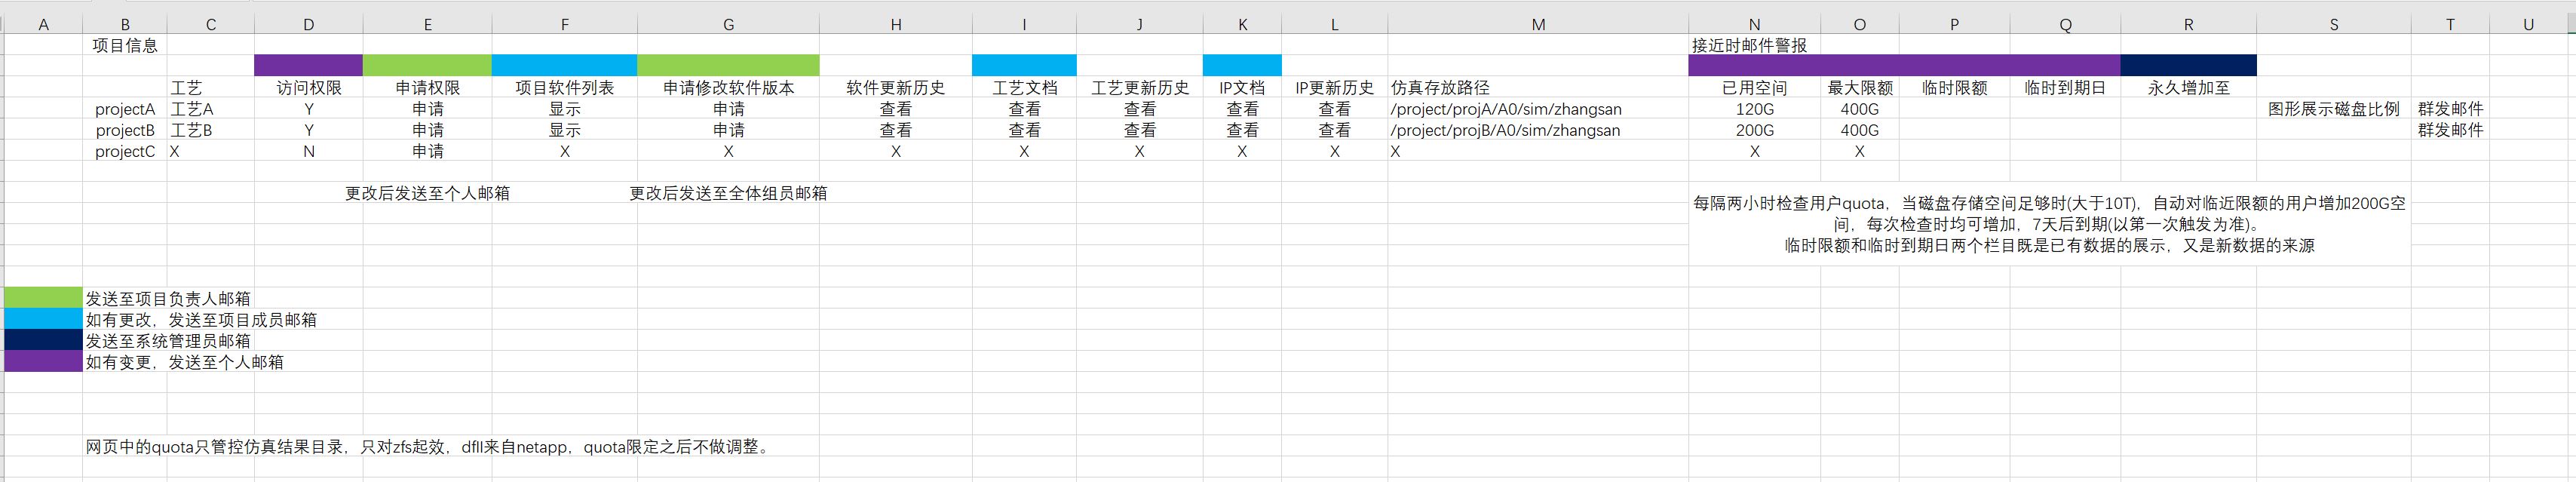 A B C D E F G H I J K L M N O P Q R S T U
项目信息 接近时邮件警报
工艺 访问权限 申请权限 项目软件列表 申请修改软件版本 软件更新历史 工艺文档 工艺更新历史 IP文档 IP更新历史 仿真存放路径 已用空间 最大限额 临时限额 临时到期日 永久增加至
projectA 工艺A Y 申请 显示 申请 查看 查看 查看 查看 查看 /project/projA/A0/sim/zhangsan 120G 400G 图形展示磁盘比例 群发邮件
projectB 工艺B Y 申请 显示 申请 查看 查看 查看 查看 查看 /project/projB/A0/sim/zhangsan 200G 400G 群发邮件
projectC X N 申请 X X X X X X X X X X
更改后发送至个人邮箱 更改后发送至全体组员邮箱
每隔两小时检查用户quota，当磁盘存储空间足够时(大于10T)，自动对临近限额的用户增加200G空
间，每次检查时均可增加，7天后到期(以第一次触发为准)。
临时限额和临时到期日两个栏目既是已有数据的展示，又是新数据的来源
发送至项目负责人邮箱
如有更改，发送至项目成员邮箱
发送至系统管理员邮箱
如有变更，发送至个人邮箱
网页中的quota只管控仿真结果目录，只对zfs起效，dfII来自netapp，quota限定之后不做调整。